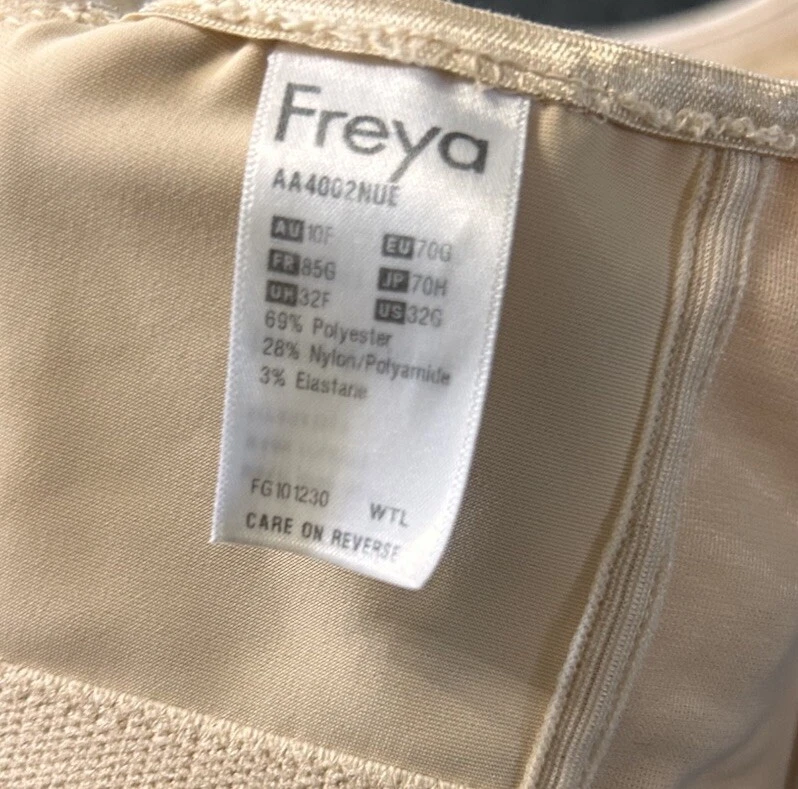 Freya
AA4002NUE
AU 10F EU 70G
FR 85G JP 70H
UK 32F US 32G
69% Polyester
28% Nylon/Polyamide
3% Elastane
FG101230 WTL
CARE ON REVERSE